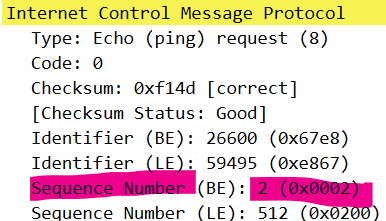 Internet Control Message Protocol
Type: Echo (ping) request (8)
Code: 0
Checksum: 0xf14d [correct]
[Checksum Status: Good]
Identifier (BE): 26600 (0x67e8)
Identifier (LE): 59495 (0xe867)
Sequence Number (BE): 2 (0x0002)
Sequence Number (LE): 512 (0x0200)